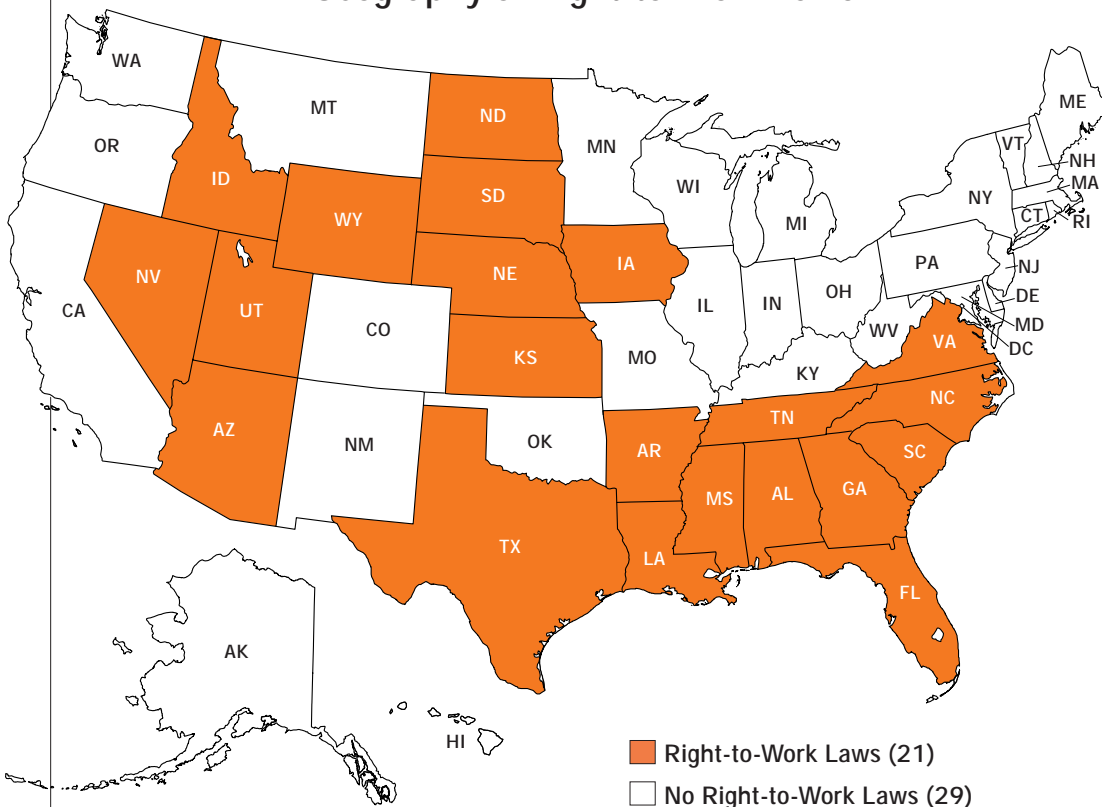 WA
MT
ND
MN
ME
OR
ID
SD
WI
VT
NH
MA
WY
MI
NY
CT
RI
NV
NE
IA
PA
NJ
CA
UT
CO
IL
IN
OH
DE
MD
DC
WV
VA
KS
MO
KY
AZ
NM
OK
AR
TN
NC
SC
MS
AL
GA
TX
LA
FL
AK
HI
Right-to-Work Laws (21)
No Right-to-Work Laws (29)